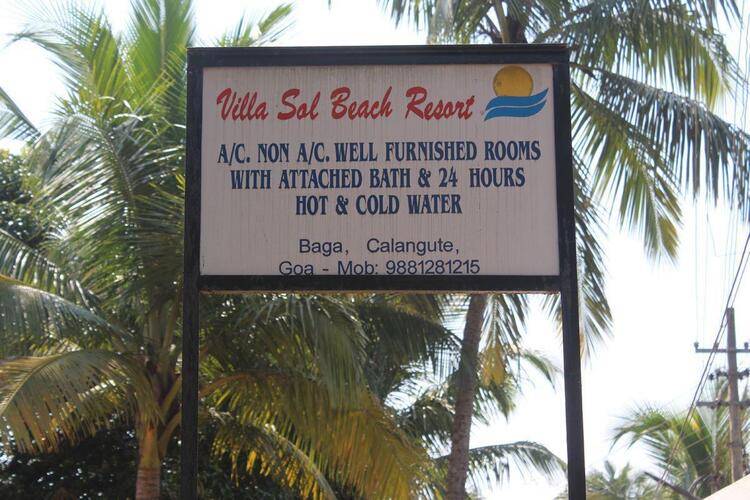 Villa Sol Beach Resort
A/C. NON A/C. WELL FURNISHED ROOMS
WITH ATTACHED BATH & 24 HOURS
HOT & COLD WATER
Baga, Calangute,
Goa - Mob: 9881281215